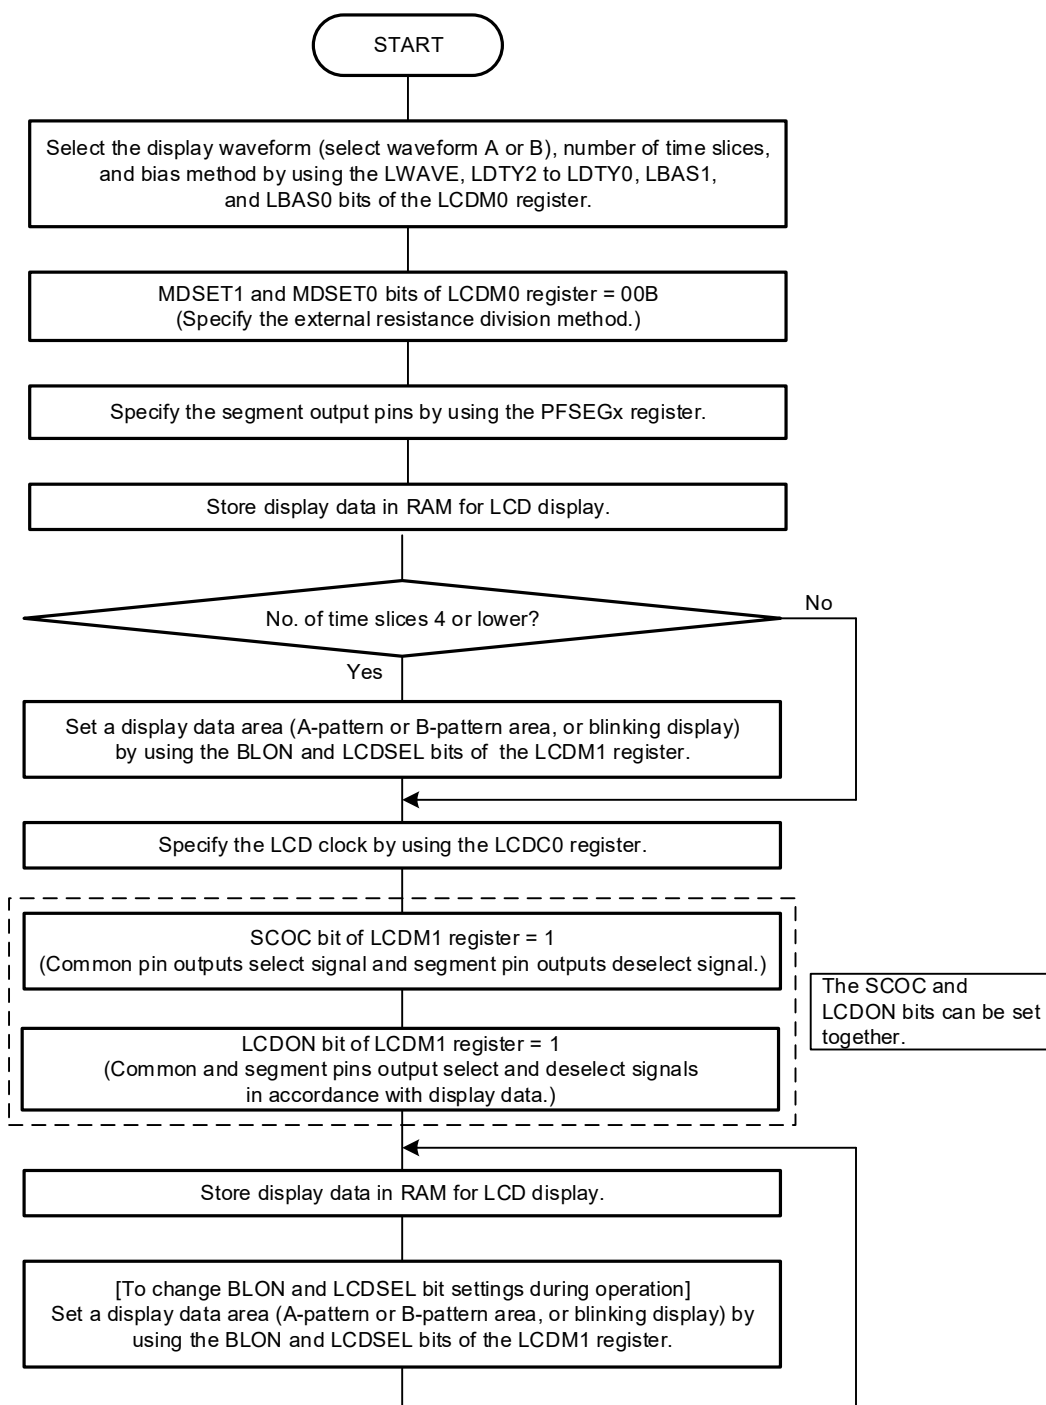 START
Select the display waveform (select waveform A or B), number of time slices,
and bias method by using the LWAVE, LDTY2 to LDTY0, LBAS1,
and LBAS0 bits of the LCDM0 register.
MDSET1 and MDSET0 bits of LCDM0 register = 00B
(Specify the external resistance division method.)
Specify the segment output pins by using the PFSEGx register.
Store display data in RAM for LCD display.
No. of time slices 4 or lower?
No
Yes
Set a display data area (A-pattern or B-pattern area, or blinking display)
by using the BLON and LCDSEL bits of the LCDM1 register.
Specify the LCD clock by using the LCDC0 register.
SCOC bit of LCDM1 register = 1
(Common pin outputs select signal and segment pin outputs deselect signal.)
The SCOC and
LCDON bits can be set
together.
LCDON bit of LCDM1 register = 1
(Common and segment pins output select and deselect signals
in accordance with display data.)
Store display data in RAM for LCD display.
[To change BLON and LCDSEL bit settings during operation]
Set a display data area (A-pattern or B-pattern area, or blinking display) by
using the BLON and LCDSEL bits of the LCDM1 register.